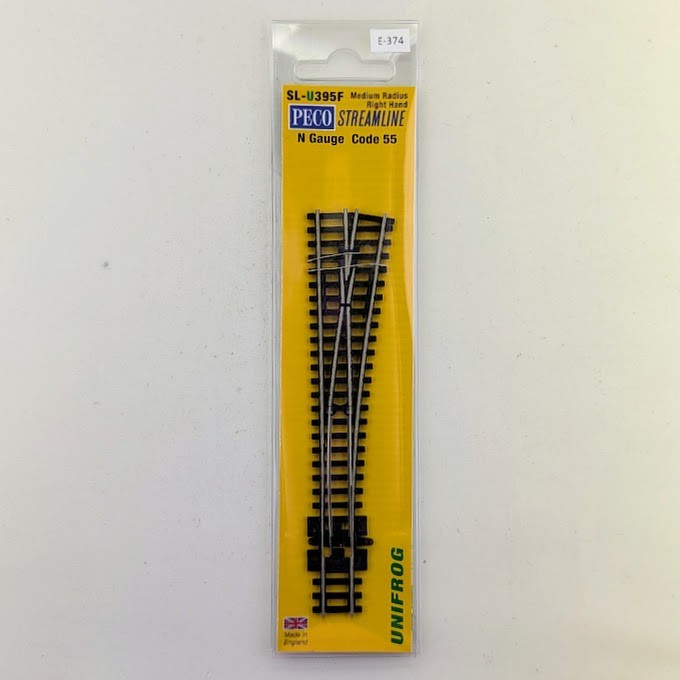 E-374
SL-U395F Medium Radius
Right Hand
PECO STREAMLINE
N Gauge Code 55
UNIFROG
Made in
England